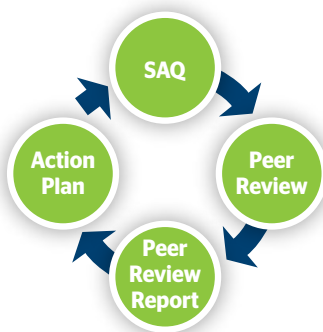 SAQ
Peer
Review
Peer
Review
Report
Action
Plan